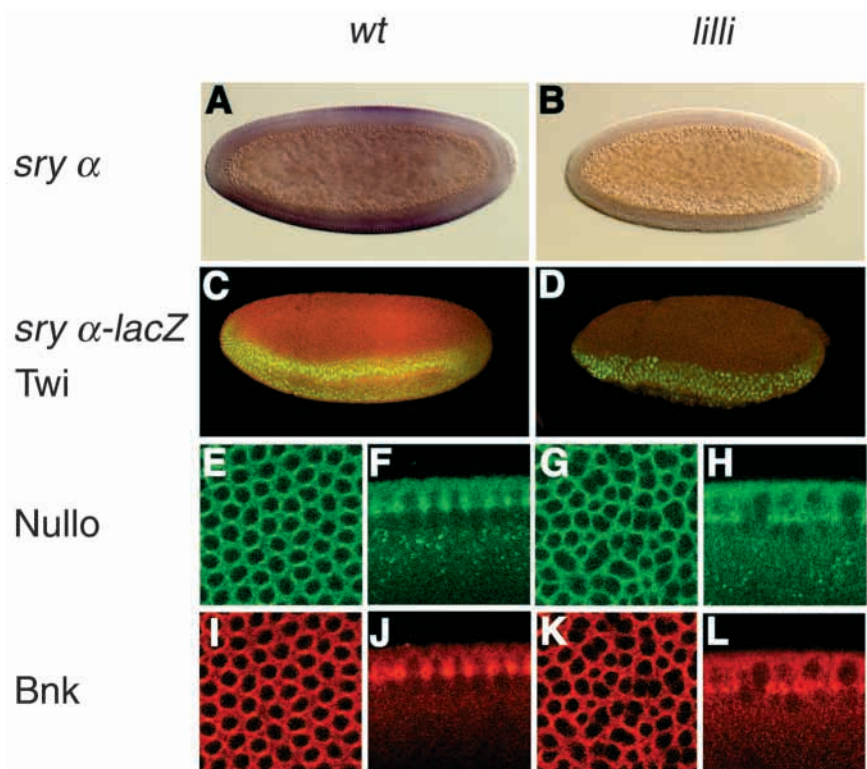 wt lilli
A B
sry α
C D
sry α-lacZ
Twi
E F G H
Nullo
I J K L
Bnk